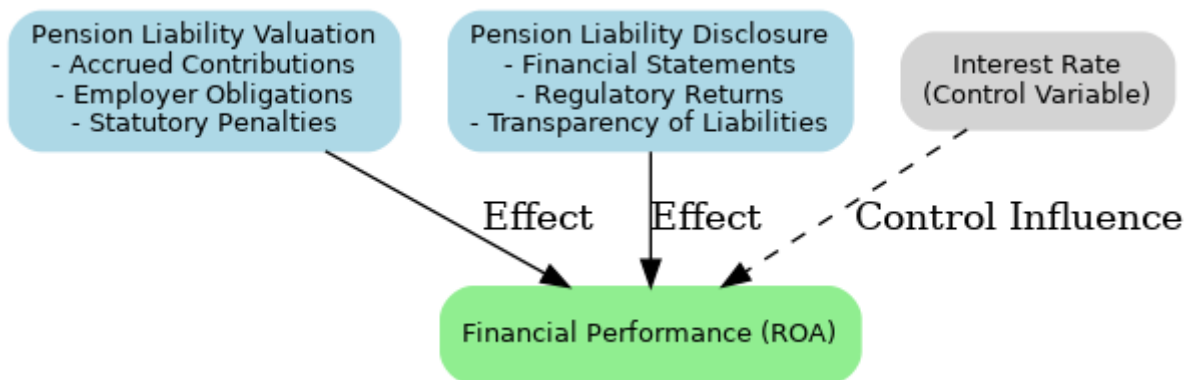 Pension Liability Valuation
- Accrued Contributions
- Employer Obligations
- Statutory Penalties
Pension Liability Disclosure
- Financial Statements
- Regulatory Returns
- Transparency of Liabilities
Interest Rate
(Control Variable)
Effect
Effect
Control Influence
Financial Performance (ROA)